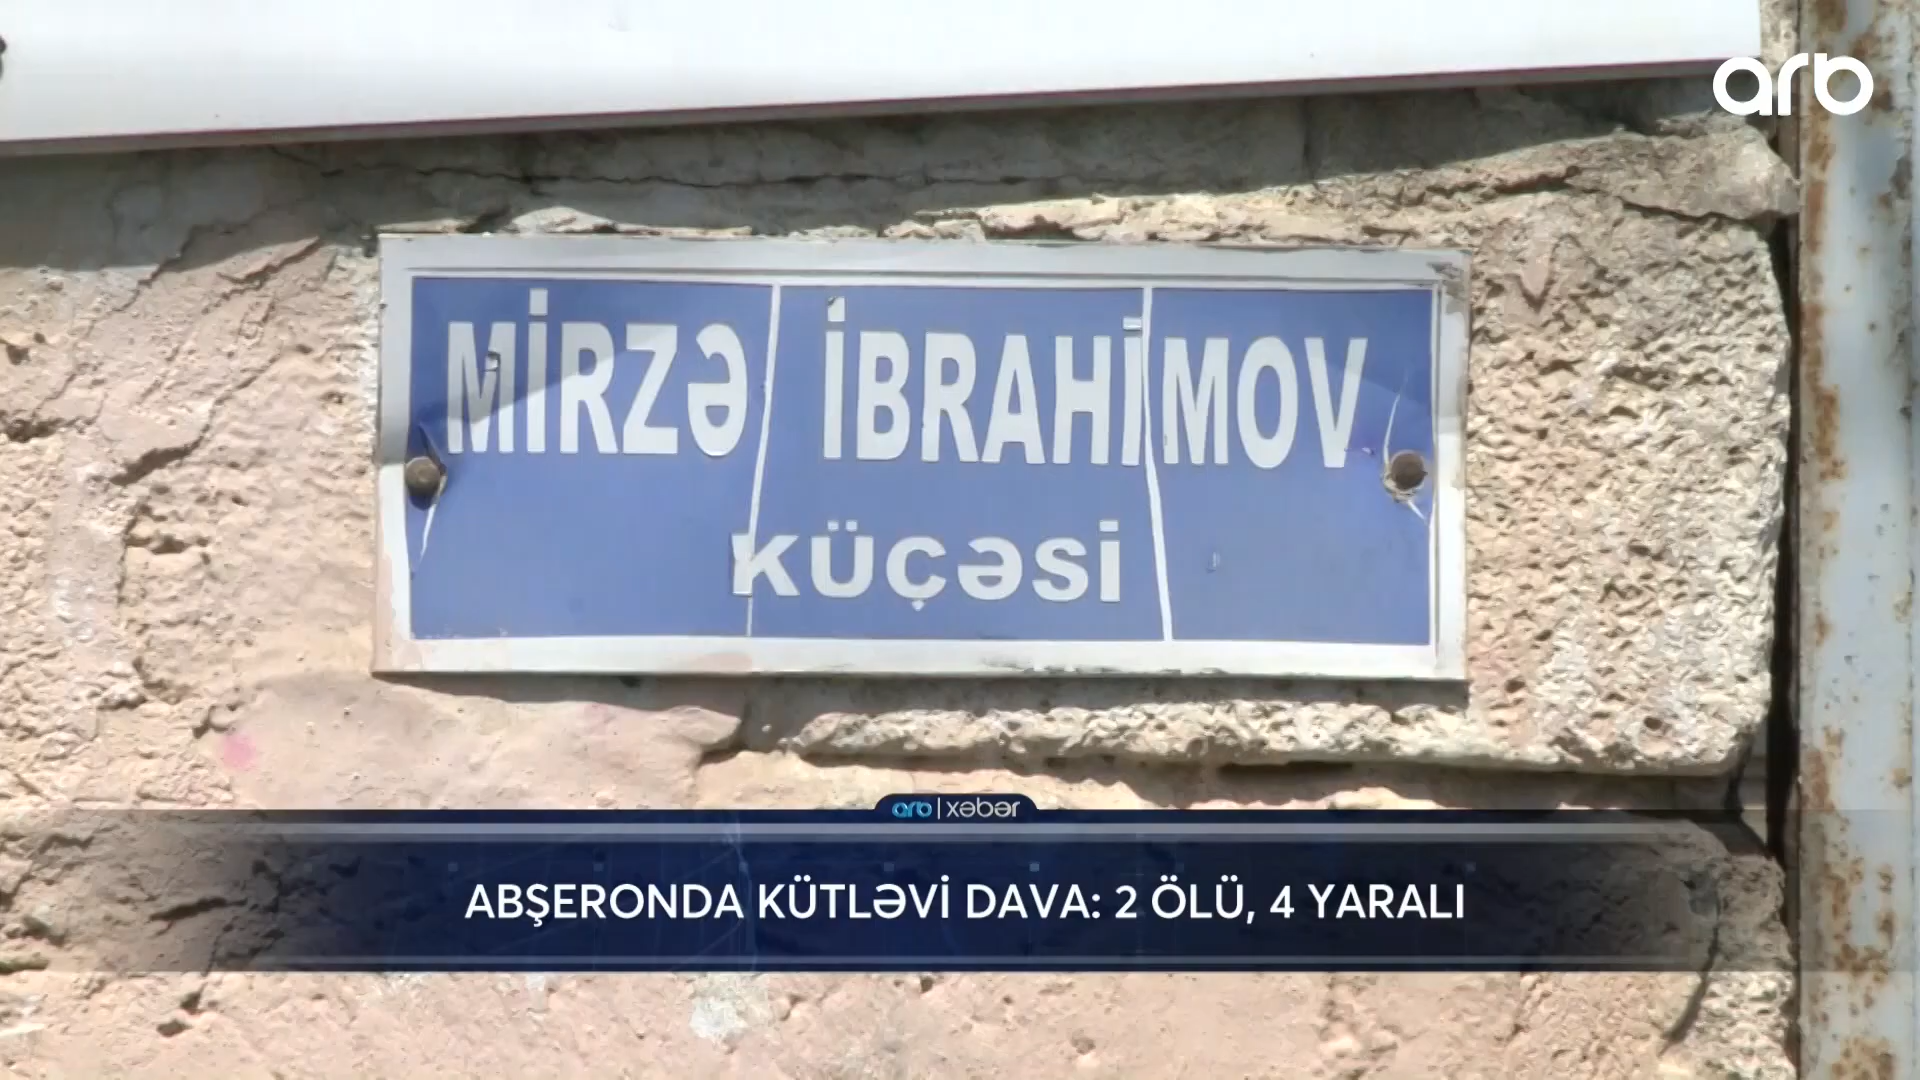 arb
MİRZƏ İBRAHİMOV
KÜÇƏSİ
arb | xəbər
ABŞERONDA KÜTLƏVİ DAVA: 2 ÖLÜ, 4 YARALI